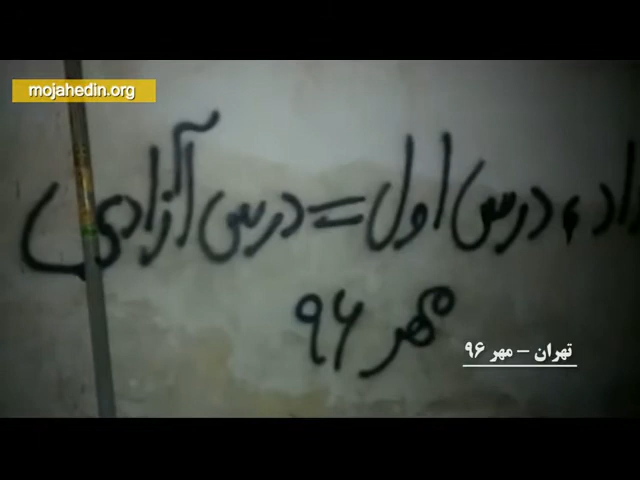 mojahedin.org
درس اول = درس آزادی
مهر ۹۶
تهران – مهر ۹۶